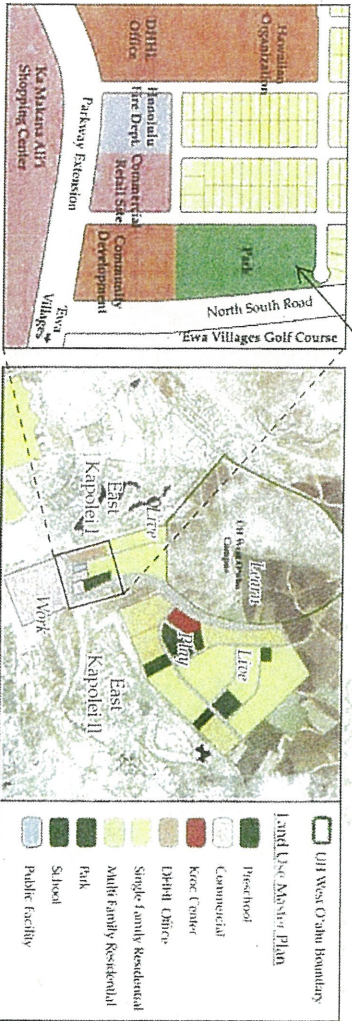 Hawaiian
Organization
DHHL
Office
Honolulu
Fire Dept.
Commercial
Retail Site
Community
Development
Park
North South Road
Ewa Villages Golf Course
Parkway Extension
Ewa
Villages
Ka Makana Ali'i
Shopping Center
Learn
UH West Oahu
Campus
Live
East
Kapolei I
Work
Play
Live
East
Kapolei II
UH West O'ahu Boundary
Land Use Master Plan
Preschool
Commercial
Kroc Center
DHHL Office
Single Family Residential
Multi Family Residential
Park
School
Public Facility